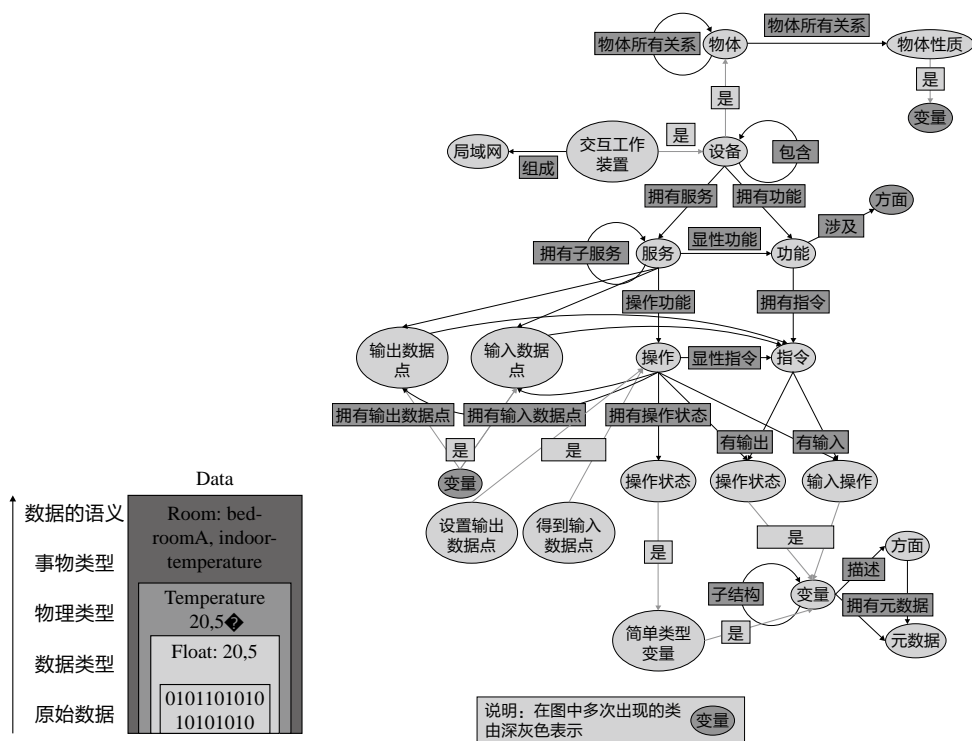 物体所有关系
物体
物体所有关系
物体性质
是
是
变量
局域网
组成
交互工作
装置
是
设备
包含
拥有服务
拥有功能
方面
涉及
拥有子服务
服务
显性功能
功能
操作功能
拥有指令
输出数据
点
输入数据
点
操作
显性指令
指令
拥有输出数据点
拥有输入数据点
拥有操作状态
有输出
有输入
是
是
变量
操作状态
操作状态
输入操作
设置输出
数据点
得到输入
数据点
是
是
方面
描述
子结构
变量
拥有元数据
简单类型
变量
是
元数据
说明：在图中多次出现的类
由深灰色表示
变量
Data
数据的语义
事物类型
物理类型
数据类型
原始数据
Room: bed-
roomA, indoor-
temperature
Temperature
20,5�
Float: 20,5
0101101010
10101010